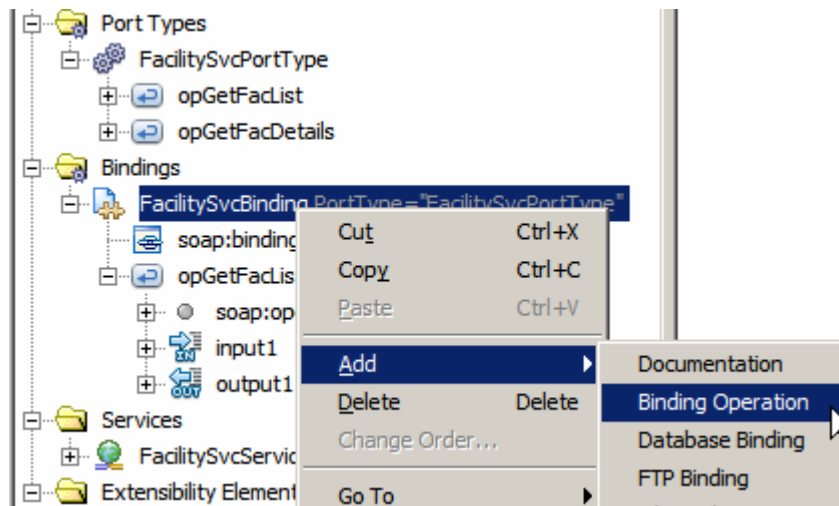 Port Types
FacilitySvcPortType
opGetFacList
opGetFacDetails
Bindings
FacilitySvcBinding PortType="FacilitySvcPortType"
soap:binding
opGetFacLis
soap:op
input1
output1
Services
FacilitySvcServic
Extensibility Element
Cut Ctrl+X
Copy Ctrl+C
Paste Ctrl+V
Add
Delete Delete
Change Order...
Go To
Documentation
Binding Operation
Database Binding
FTP Binding